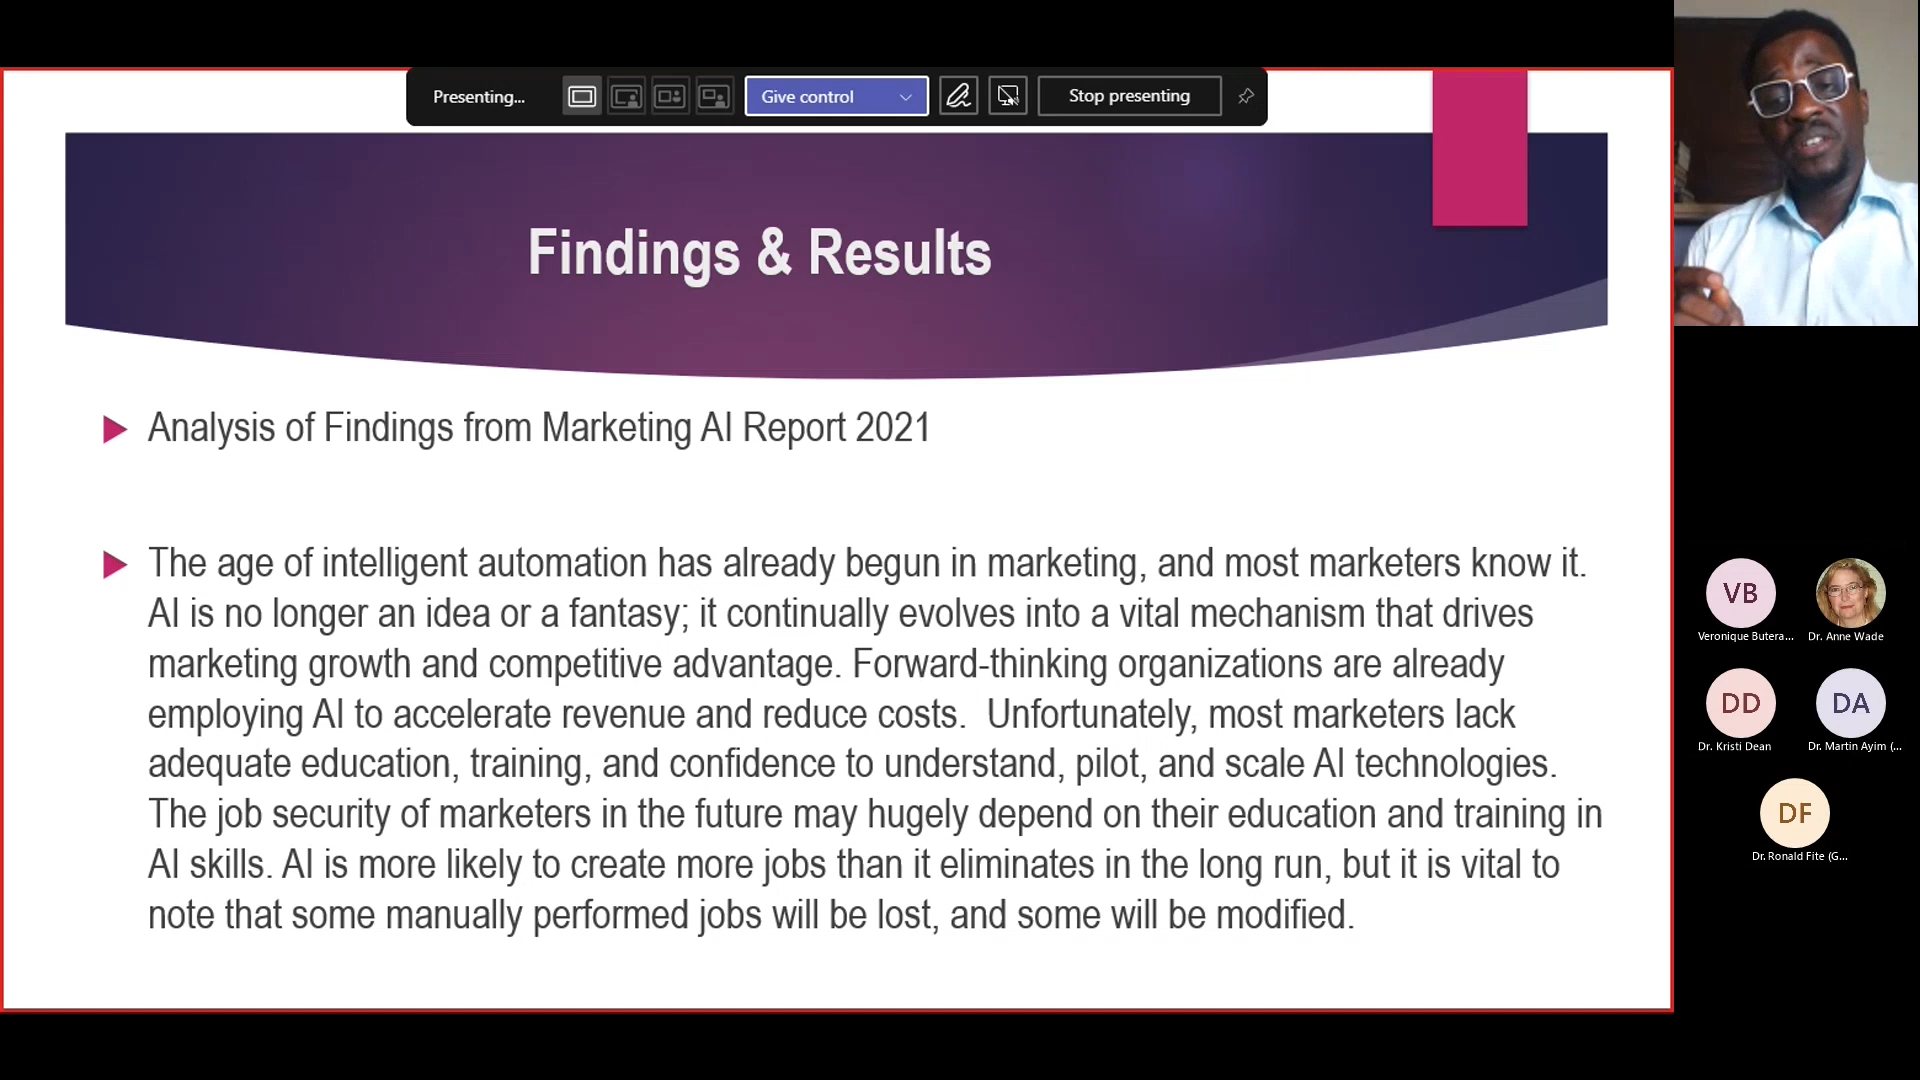 Presenting...
Give control
Stop presenting
Findings & Results
Analysis of Findings from Marketing AI Report 2021
The age of intelligent automation has already begun in marketing, and most marketers know it.
AI is no longer an idea or a fantasy; it continually evolves into a vital mechanism that drives
marketing growth and competitive advantage. Forward-thinking organizations are already
employing AI to accelerate revenue and reduce costs.  Unfortunately, most marketers lack
adequate education, training, and confidence to understand, pilot, and scale AI technologies.
The job security of marketers in the future may hugely depend on their education and training in
AI skills. AI is more likely to create more jobs than it eliminates in the long run, but it is vital to
note that some manually performed jobs will be lost, and some will be modified.
VB
Veronique Butera...
Dr. Anne Wade
DD
Dr. Kristi Dean
DA
Dr. Martin Ayim (...
DF
Dr. Ronald Fite (G...